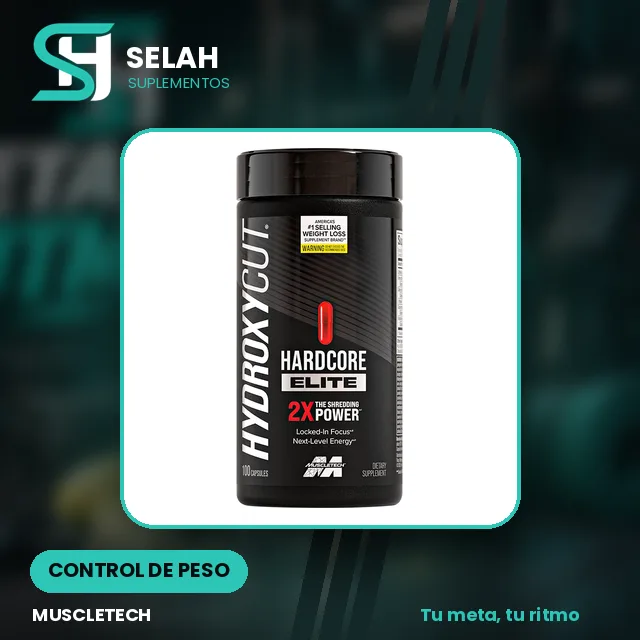 SH SELAH
SUPLEMENTOS
AMERICA'S
#1 SELLING
WEIGHT LOSS
SUPPLEMENT BRAND
WARNING
HYDROXYCUT
HARDCORE
ELITE
2X THE SHREDDING
POWER
Locked-In Focus
Next-Level Energy
MUSCLETECH
100 CAPSULES
DIETARY
SUPPLEMENT
CONTROL DE PESO
MUSCLETECH
Tu meta, tu ritmo